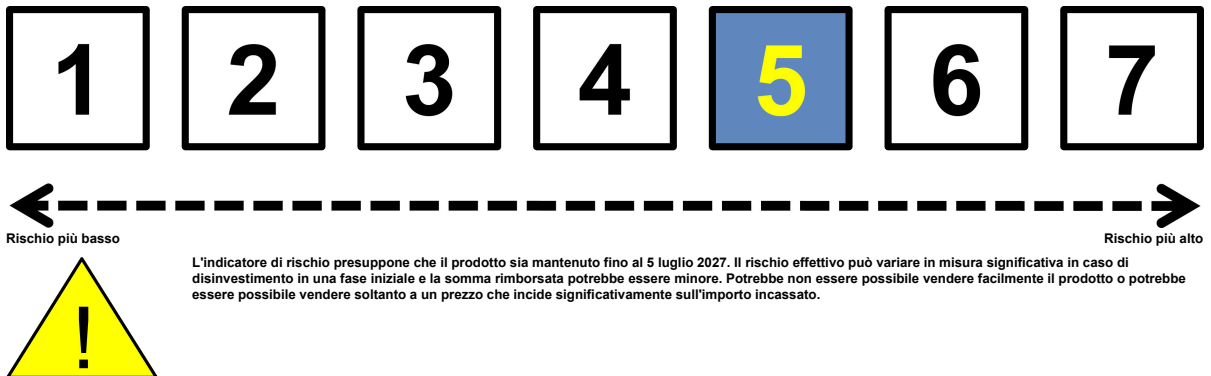 1 2 3 4 5 6 7
Rischio più basso Rischio più alto
L'indicatore di rischio presuppone che il prodotto sia mantenuto fino al 5 luglio 2027. Il rischio effettivo può variare in misura significativa in caso di
disinvestimento in una fase iniziale e la somma rimborsata potrebbe essere minore. Potrebbe non essere possibile vendere facilmente il prodotto o potrebbe
essere possibile vendere soltanto a un prezzo che incide significativamente sull'importo incassato.
!